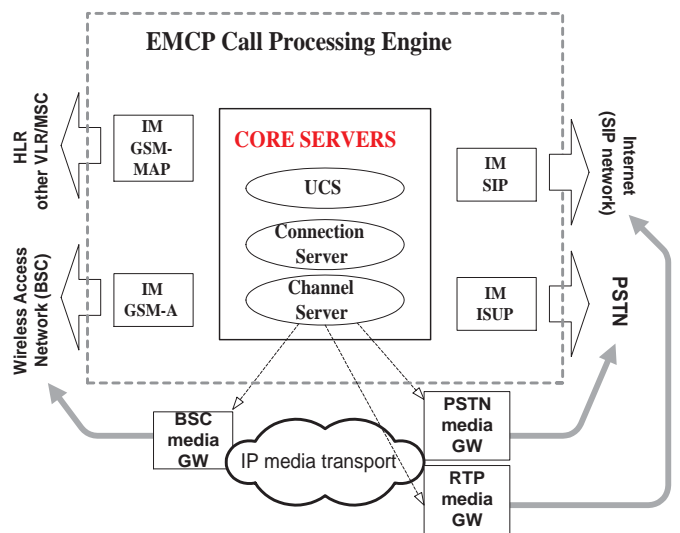 EMCP Call Processing Engine
HLR
other VLR/MSC
IM
GSM-
MAP
CORE SERVERS
UCS
Connection
Server
Channel
Server
IM
SIP
Internet
(SIP network)
Wireless Access
Network (BSC)
IM
GSM-A
IM
ISUP
PSTN
BSC
media
GW
IP media transport
PSTN
media
GW
RTP
media
GW